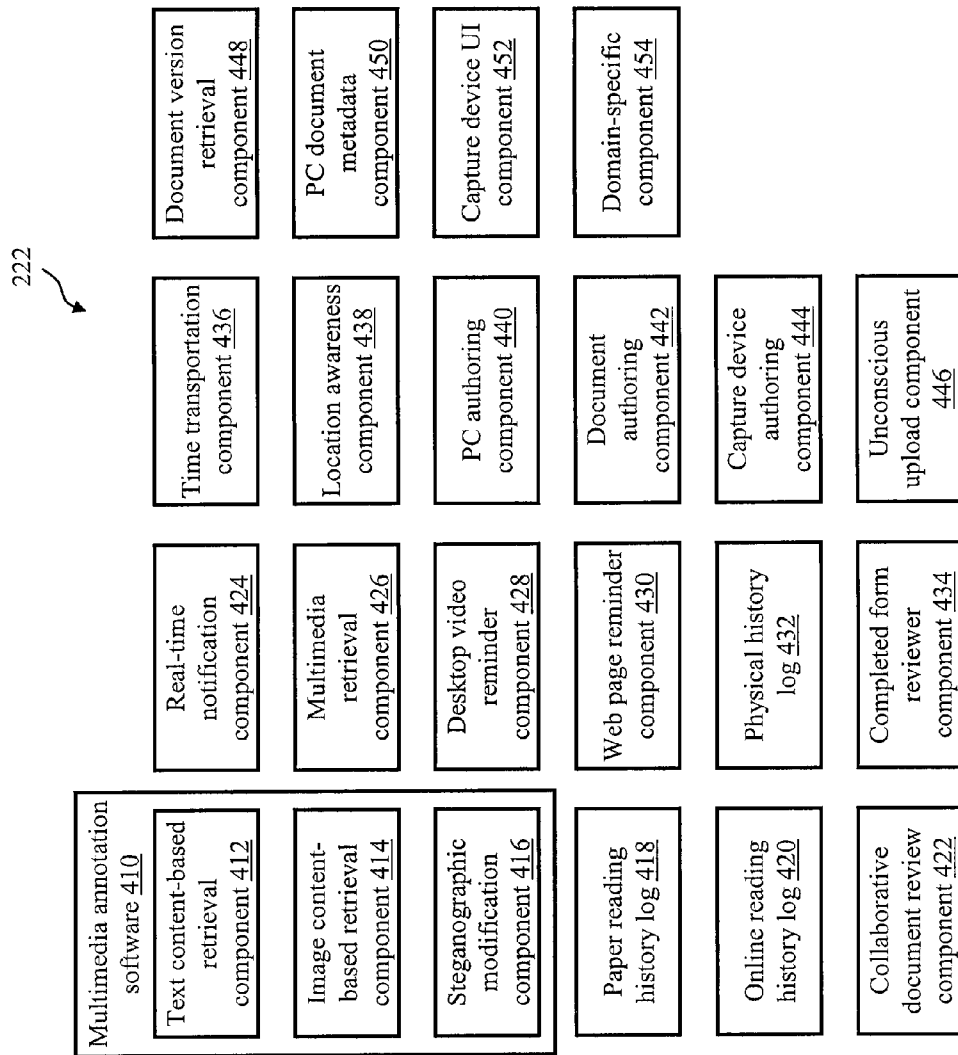 222
Multimedia annotation
software 410
Text content-based
retrieval
component 412
Image content-
based retrieval
component 414
Steganographic
modification
component 416
Paper reading
history log 418
Online reading
history log 420
Collaborative
document review
component 422
Real-time
notification
component 424
Multimedia
retrieval
component 426
Desktop video
reminder
component 428
Web page reminder
component 430
Physical history
log 432
Completed form
reviewer
component 434
Time transportation
component 436
Location awareness
component 438
PC authoring
component 440
Document
authoring
component 442
Capture device
authoring
component 444
Unconscious
upload component
446
Document version
retrieval
component 448
PC document
metadata
component 450
Capture device UI
component 452
Domain-specific
component 454